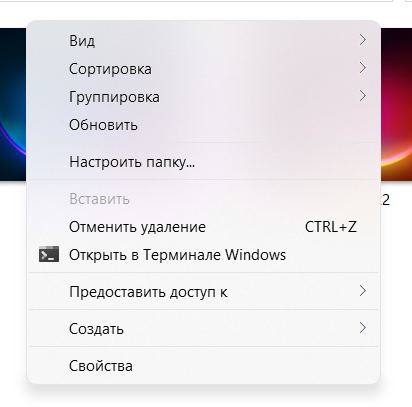 Вид
Сортировка
Группировка
Обновить
Настроить папку...
2
Вставить
Отменить удаление CTRL+Z
Открыть в Терминале Windows
Предоставить доступ к
Создать
Свойства